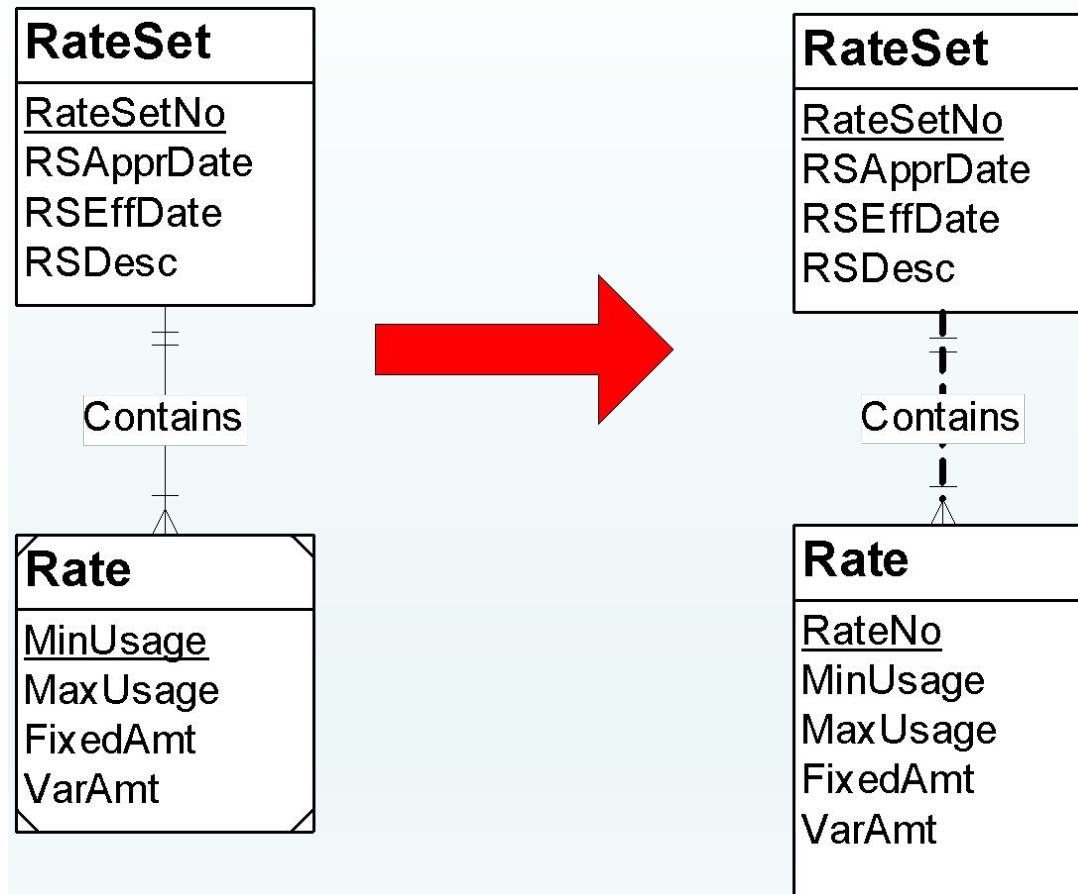 RateSet
RateSetNo
RSApprDate
RSEffDate
RSDesc
Contains
Rate
MinUsage
MaxUsage
FixedAmt
VarAmt
RateSet
RateSetNo
RSApprDate
RSEffDate
RSDesc
Contains
Rate
RateNo
MinUsage
MaxUsage
FixedAmt
VarAmt